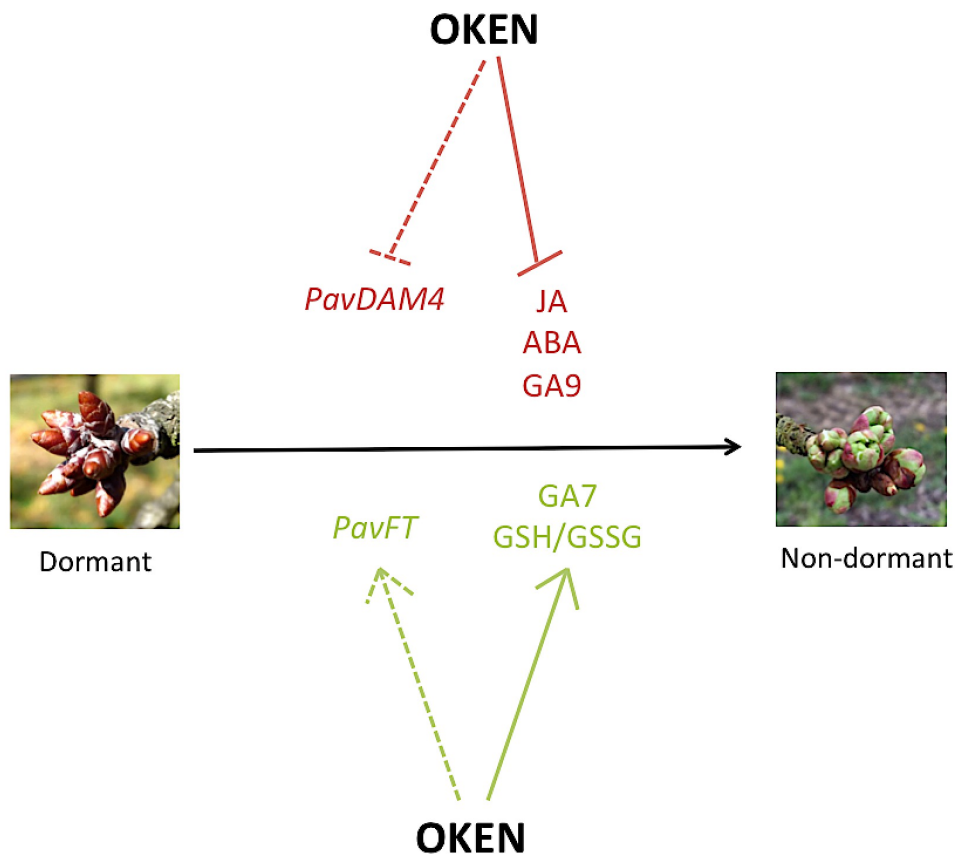 OKEN
PavDAM4
JA
ABA
GA9
Dormant
Non-dormant
PavFT
GA7
GSH/GSSG
OKEN